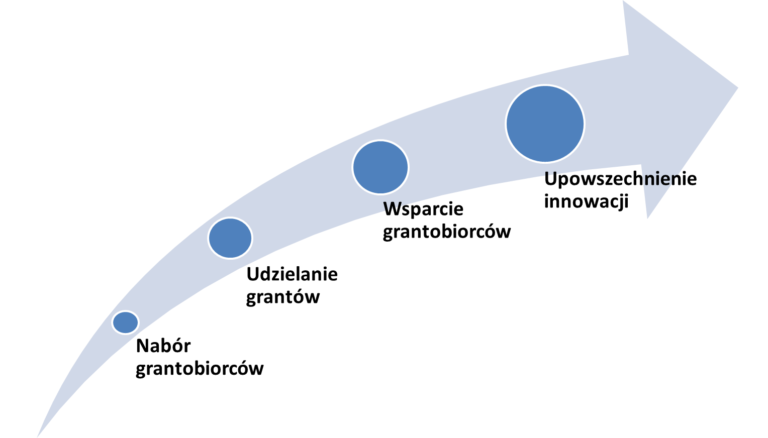 Upowszechnienie
innowacji
Wsparcie
grantobiorców
Udzielanie
grantów
Nabór
grantobiorców